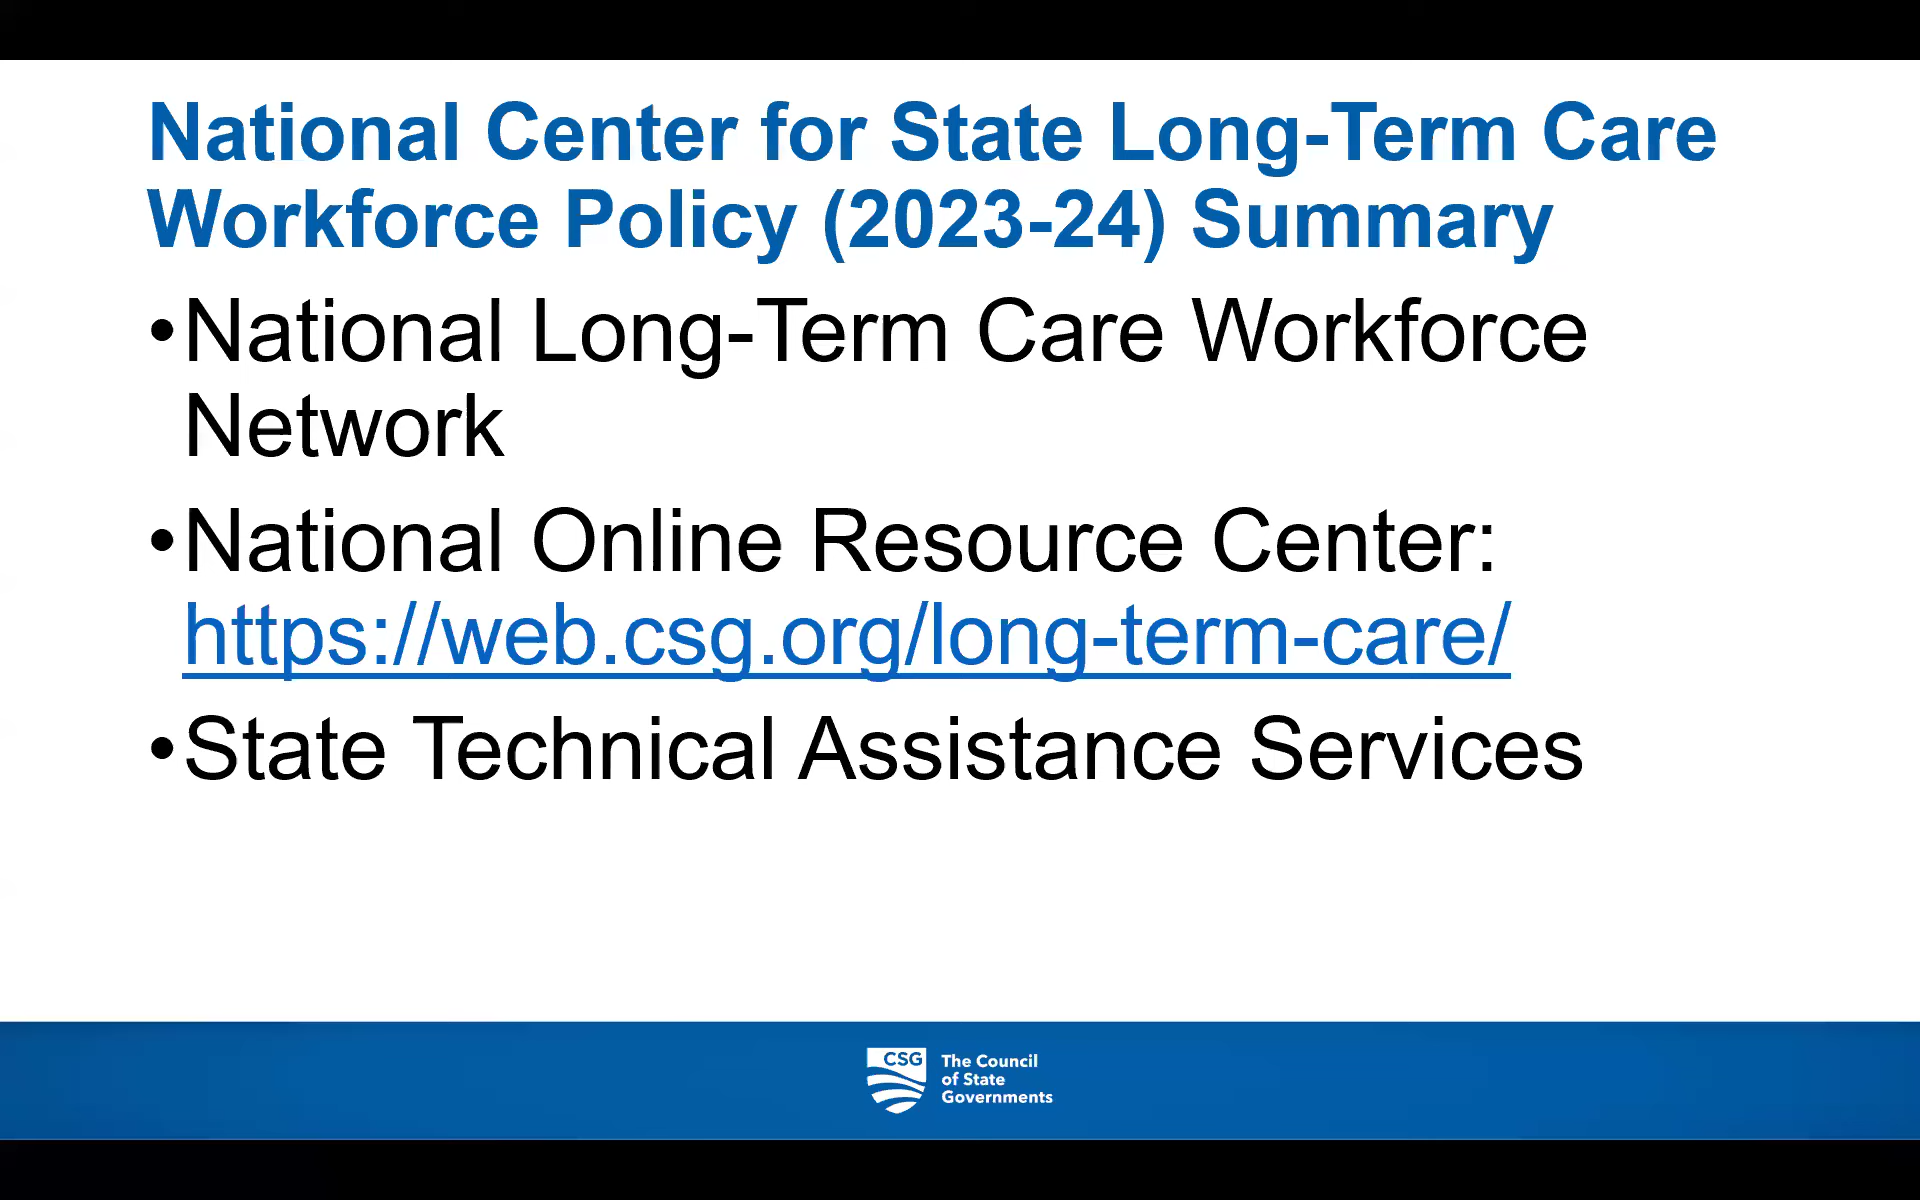 National Center for State Long-Term Care
Workforce Policy (2023-24) Summary
•National Long-Term Care Workforce
Network
•National Online Resource Center:
https://web.csg.org/long-term-care/
•State Technical Assistance Services
CSG
The Council
of State
Governments